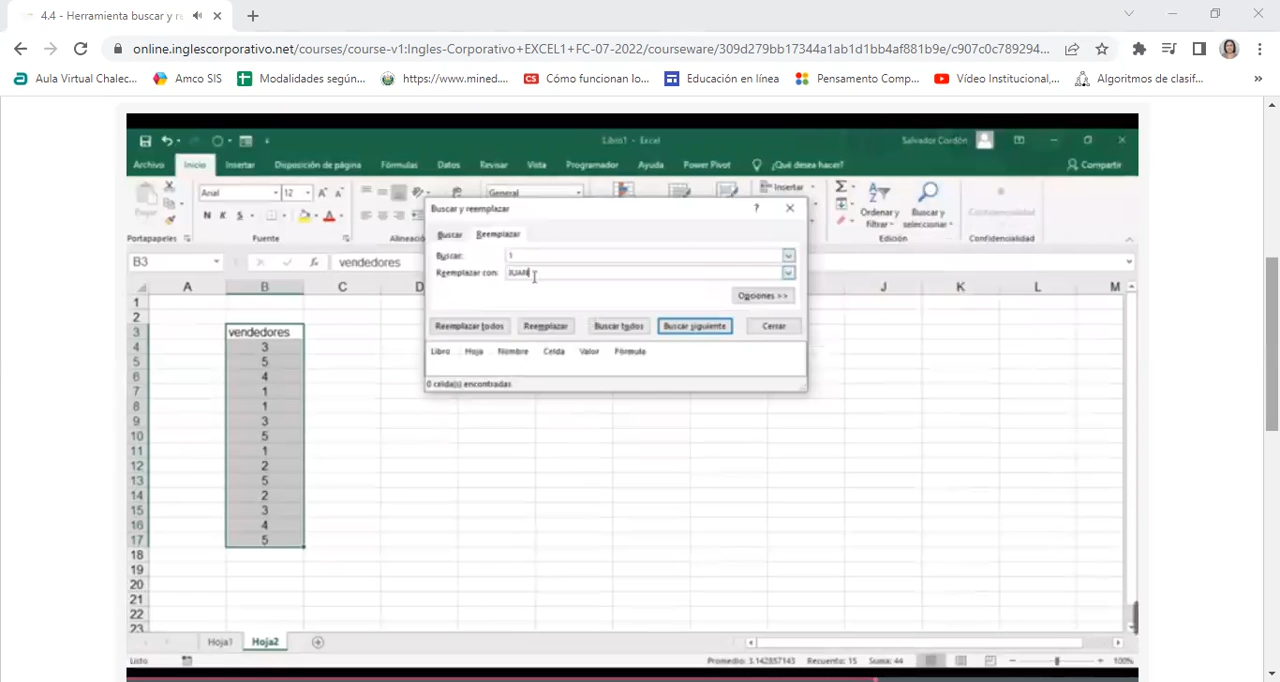 4.4 - Herramienta buscar y re
online.inglescorporativo.net/courses/course-v1:Ingles-Corporativo+EXCEL1+FC-07-2022/courseware/309d279bb17344a1ab1d1bb4af881b9e/c907c0c789294...
Aula Virtual Chalec... Amco SIS Modalidades según... https://www.mined... CS Cómo funcionan lo... Educación en línea Pensamento Comp... Vídeo Institucional,... Algoritmos de clasif... »
Libro1 - Excel Salvador Cordón
Archivo Inicio Insertar Disposición de página Fórmulas Datos Revisar Vista Programador Ayuda Power Pivot ¿Qué desea hacer? Compartir
Arial 12 General Insertar
Pegar N K S Ordenar y Filtrar Buscar y seleccionar Confidencialidad
Portapapeles Fuente Alineació Edición Confidencialidad
Buscar y reemplazar ?
Buscar Reemplazar
Buscar: 1
Reemplazar con: JUAN
Opciones >>
Reemplazar todos Reemplazar Buscar todos Buscar siguiente Cerrar
Libro Hoja Nombre Celda Valor Fórmula
0 celda(s) encontradas
B3 fx vendedores
A B C D J K L M
1
2
3 vendedores
4 3
5 5
6 4
7 1
8 1
9 3
10 5
11 1
12 2
13 5
14 2
15 3
16 4
17 5
18
19
20
21
22
23
Hoja1 Hoja2
Listo Promedio: 3.142857143 Recuento: 15 Suma: 44 100%